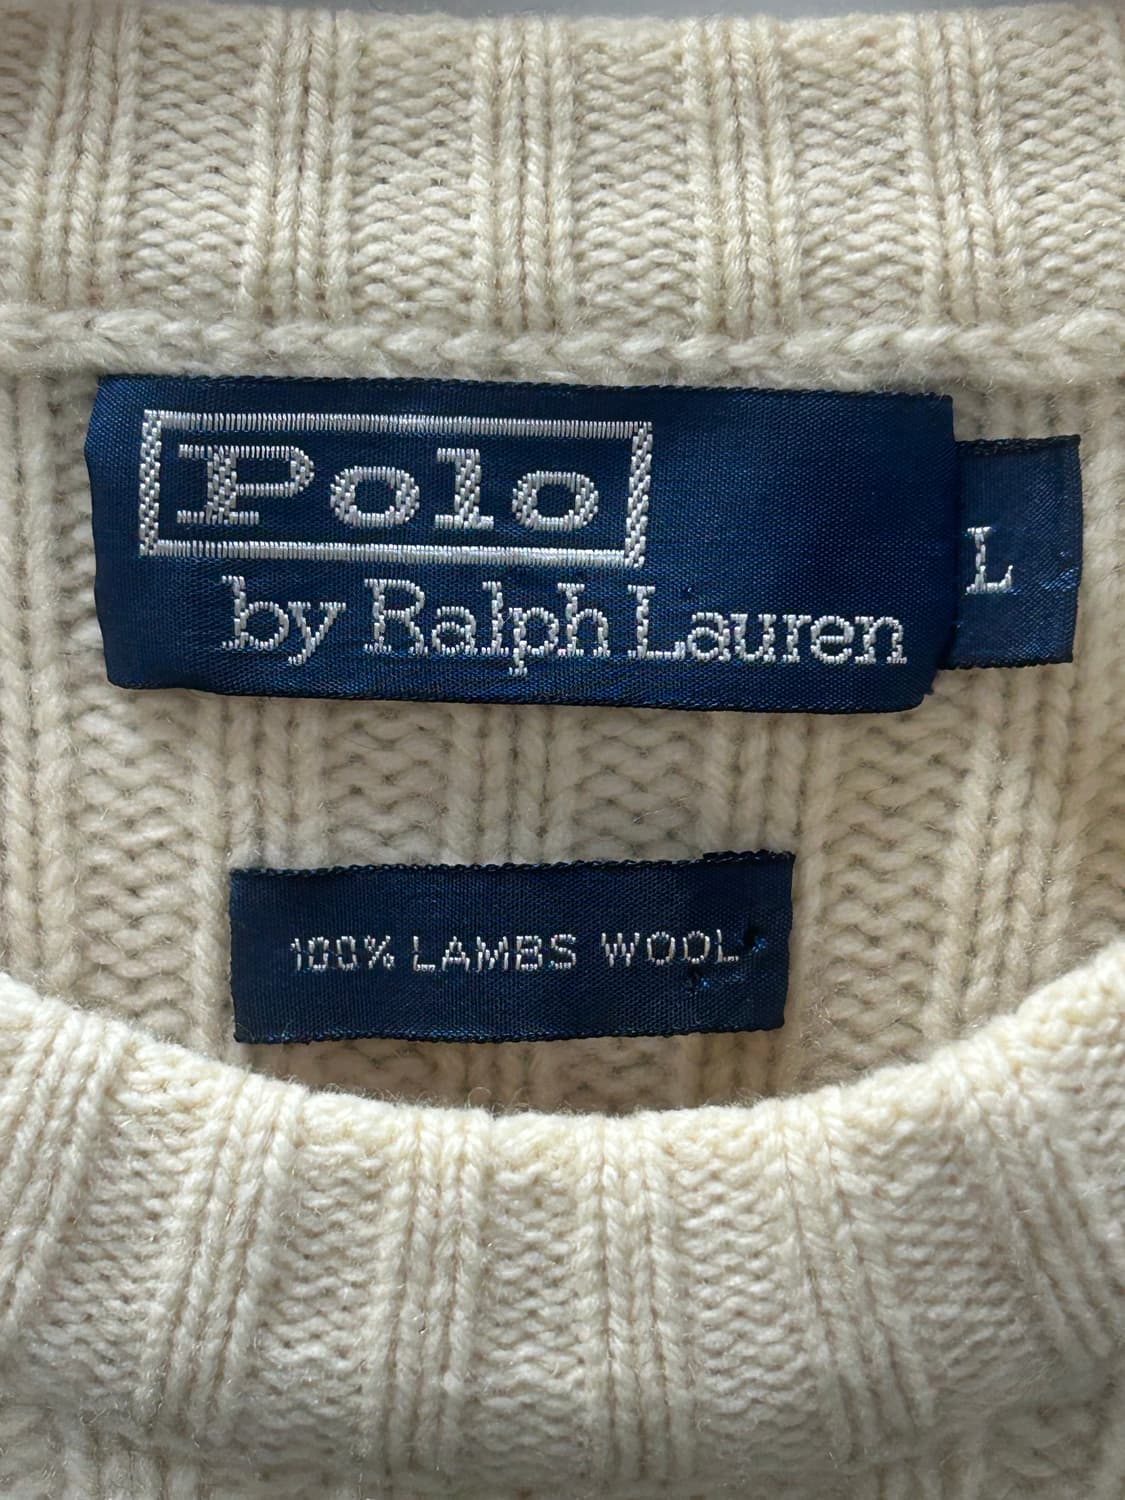 Polo
by Ralph Lauren
L
100% LAMBS WOOL